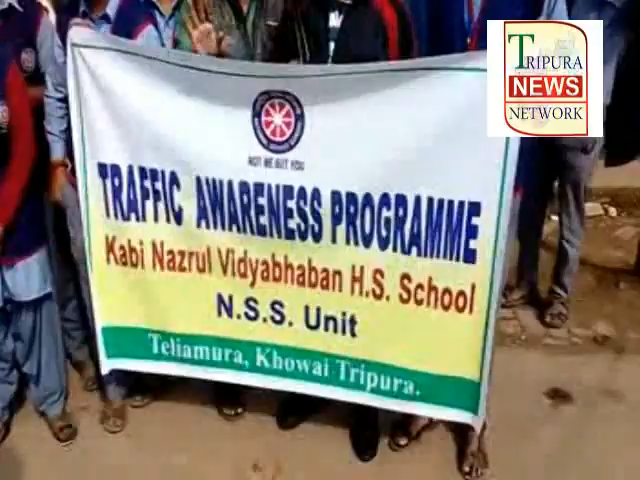 TRIPURA
NEWS
NETWORK
NOT ME BUT YOU
TRAFFIC AWARENESS PROGRAMME
Kabi Nazrul Vidyabhaban H.S. School
N.S.S. Unit
Teliamura, Khowai Tripura.